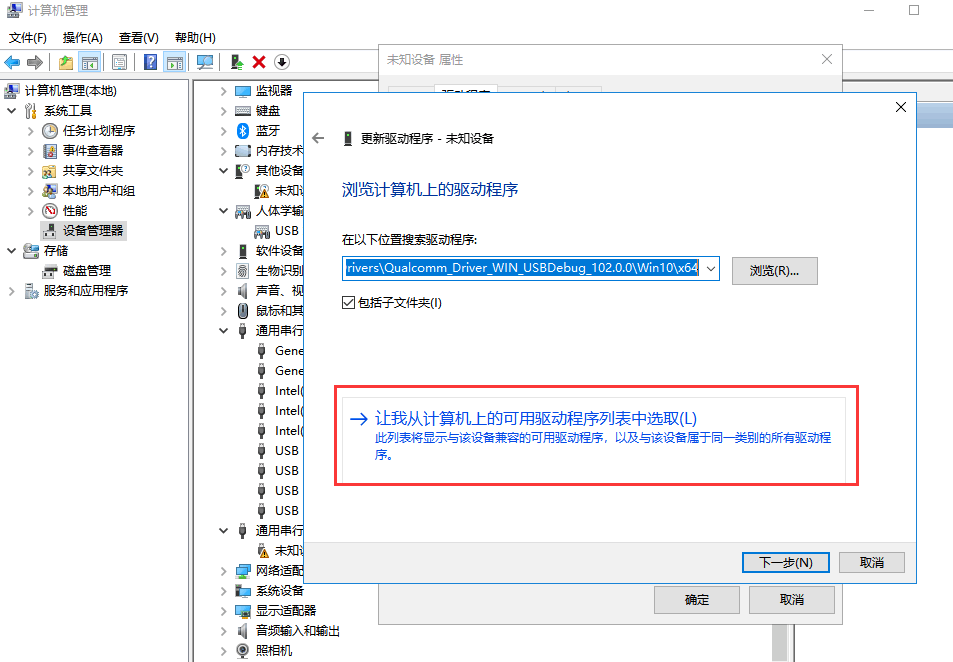 计算机管理
文件(F) 操作(A) 查看(V) 帮助(H)
计算机管理(本地)
系统工具
任务计划程序
事件查看器
共享文件夹
本地用户和组
性能
设备管理器
存储
磁盘管理
服务和应用程序
监视器
键盘
蓝牙
内存技术
其他设备
未知
人体学输
USB
软件设备
生物识别
声音、视
鼠标和其
通用串行
Gene
Gene
Intel(
Intel(
Intel(
USB
USB
USB
USB
通用串行
未知
网络适配
系统设备
显示适配器
音频输入和输出
照相机
未知设备 属性
驱动程序
更新驱动程序 - 未知设备
浏览计算机上的驱动程序
在以下位置搜索驱动程序:
rivers\Qualcomm_Driver_WIN_USBDebug_102.0.0\Win10\x64
浏览(R)...
包括子文件夹(I)
让我从计算机上的可用驱动程序列表中选取(L)
此列表将显示与该设备兼容的可用驱动程序，以及与该设备属于同一类别的所有驱动程
序。
下一步(N) 取消
确定 取消